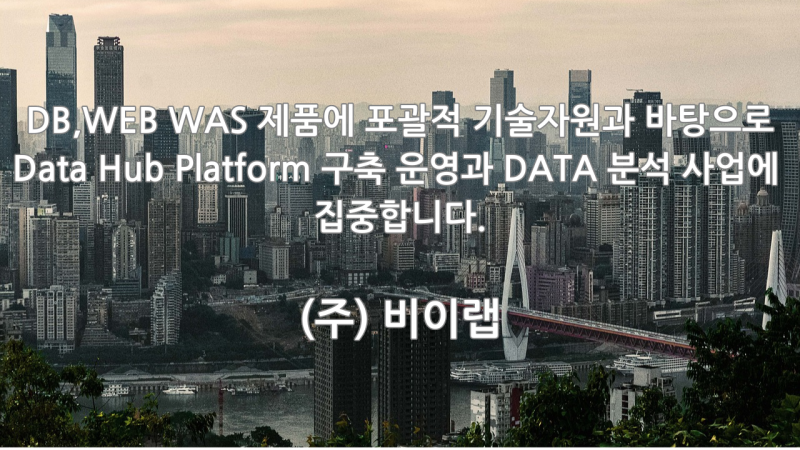 DB,WEB WAS 제품에 포괄적 기술자원과 바탕으로
Data Hub Platform 구축 운영과 DATA 분석 사업에
집중합니다.
(주) 비이랩